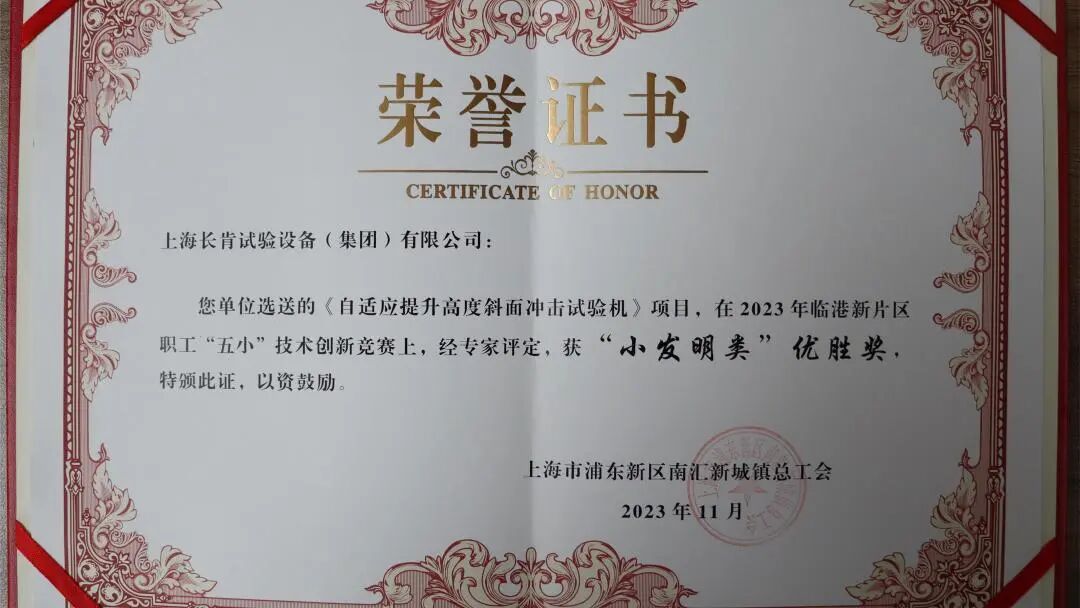 荣誉证书
CERTIFICATE OF HONOR
上海长肯试验设备（集团）有限公司：
您单位选送的《自适应提升高度斜面冲击试验机》项目，在2023年临港新片区
职工“五小”技术创新竞赛上，经专家评定，获“小发明类”优胜奖，
特颁此证，以资鼓励。
上海市浦东新区南汇新城镇总工会
2023年11月